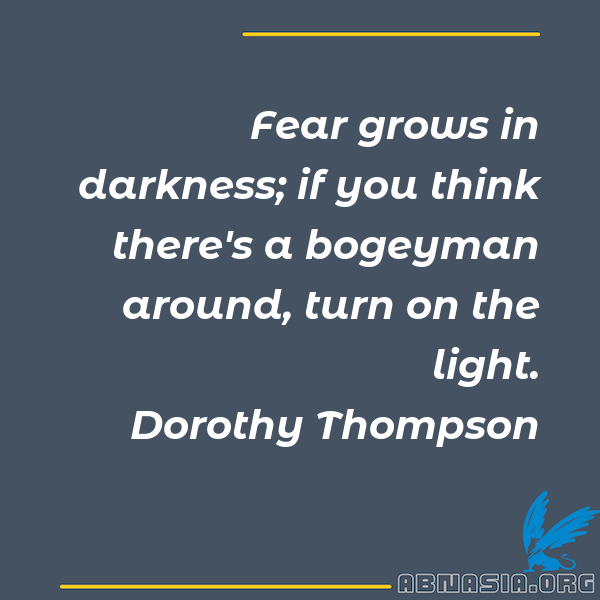 Fear grows in
darkness; if you think
there's a bogeyman
around, turn on the
light.
Dorothy Thompson
ABNASIA.ORG